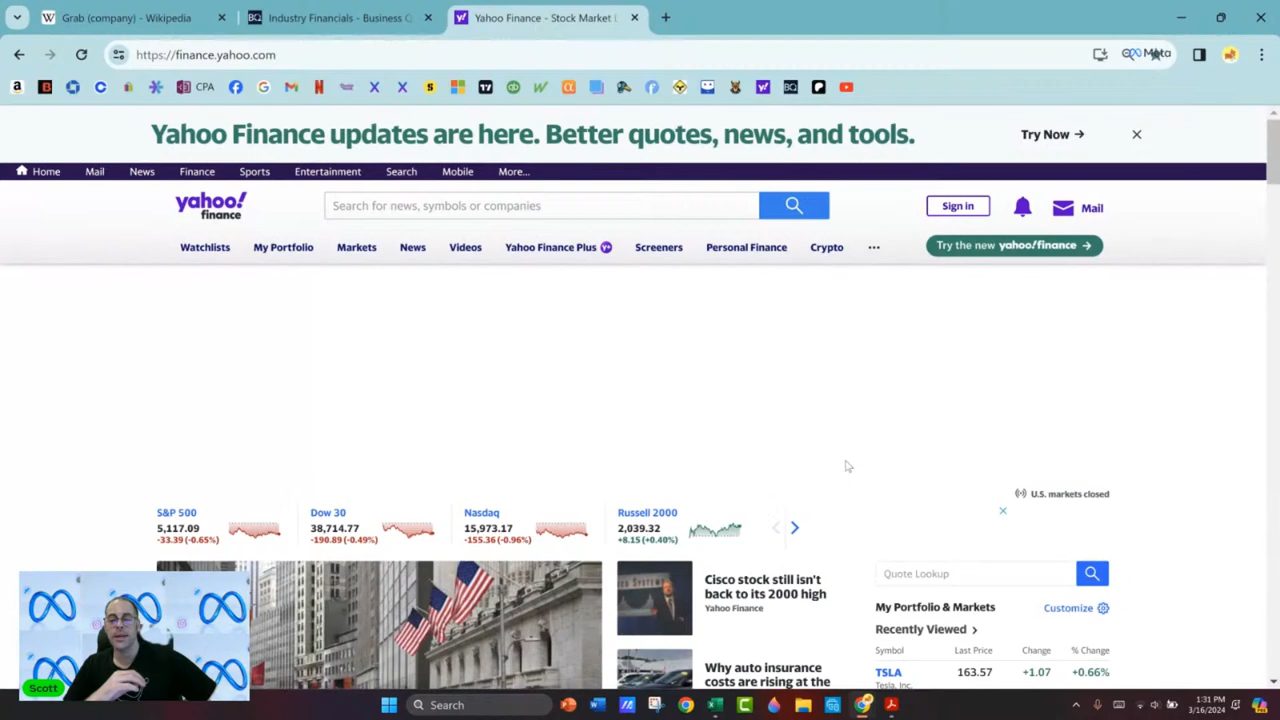 Grab (company) - Wikipedia
Industry Financials - Business Q
Yahoo Finance - Stock Market L
https://finance.yahoo.com
Meta
CPA
Yahoo Finance updates are here. Better quotes, news, and tools.
Try Now →
Home Mail News Finance Sports Entertainment Search Mobile More...
yahoo!
finance
Search for news, symbols or companies
Sign in
Mail
Watchlists My Portfolio Markets News Videos Yahoo Finance Plus Screeners Personal Finance Crypto ...
Try the new yahoo!finance →
U.S. markets closed
S&P 500
5,117.09
-33.39 (-0.65%)
Dow 30
38,714.77
-190.89 (-0.49%)
Nasdaq
15,973.17
-155.36 (-0.96%)
Russell 2000
2,039.32
+8.15 (+0.40%)
Cisco stock still isn't
back to its 2000 high
Yahoo Finance
Why auto insurance
costs are rising at the
Quote Lookup
My Portfolio & Markets
Customize
Recently Viewed >
Symbol Last Price Change % Change
TSLA 163.57 +1.07 +0.66%
Tesla, Inc.
Scott
Search
1:31 PM
3/16/2024